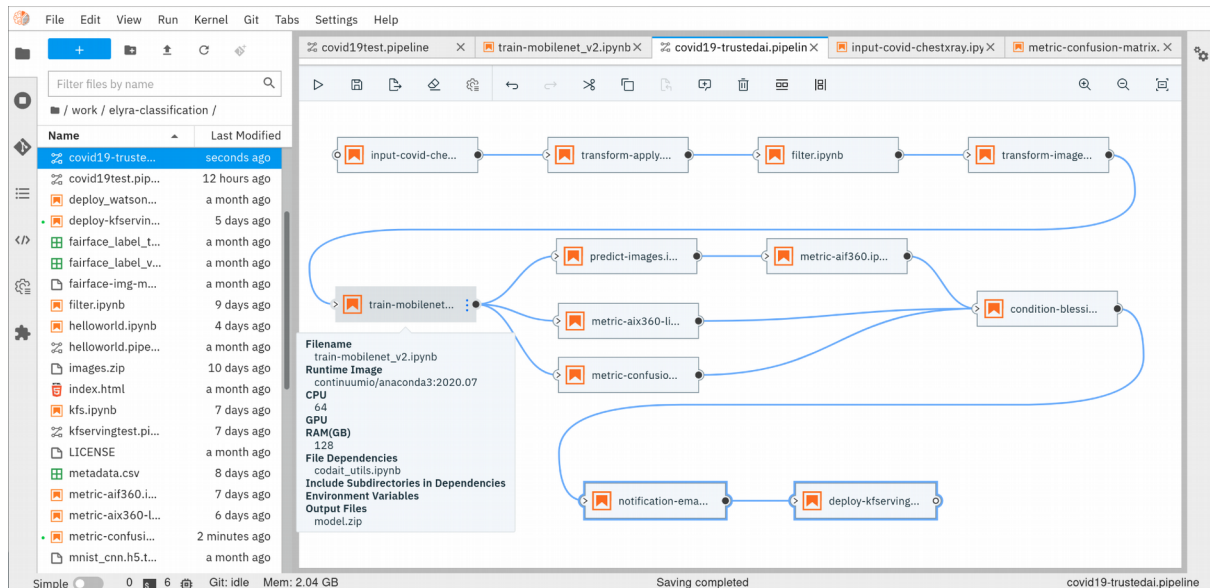 File Edit View Run Kernel Git Tabs Settings Help
covid19test.pipeline
train-mobilenet_v2.ipynb
covid19-trustedai.pipelin
input-covid-chestxray.ipy
metric-confusion-matrix.
Filter files by name
/ work / elyra-classification /
Name Last Modified
covid19-truste... seconds ago
covid19test.pip... 12 hours ago
deploy_watson... a month ago
deploy-kfservin... 5 days ago
fairface_label_t... a month ago
fairface_label_v... a month ago
fairface-img-m... a month ago
filter.ipynb 9 days ago
helloworld.ipynb 4 days ago
helloworld.pipe... a month ago
images.zip 10 days ago
index.html a month ago
kfs.ipynb 7 days ago
kfservingtest.pi... 7 days ago
LICENSE a month ago
metadata.csv 8 days ago
metric-aif360.i... 7 days ago
metric-aix360-l... 6 days ago
metric-confusi... 2 minutes ago
mnist_cnn.h5.t... a month ago
input-covid-che...
transform-apply....
filter.ipynb
transform-image...
predict-images.i...
metric-aif360.ip...
train-mobilenet...
metric-aix360-li...
condition-blessi...
metric-confusio...
Filename
train-mobilenet_v2.ipynb
Runtime Image
continuumio/anaconda3:2020.07
CPU
64
GPU
RAM(GB)
128
File Dependencies
codait_utils.ipynb
Include Subdirectories in Dependencies
Environment Variables
Output Files
model.zip
notification-ema...
deploy-kfserving...
Simple 0 6 Git: idle Mem: 2.04 GB Saving completed covid19-trustedai.pipeline